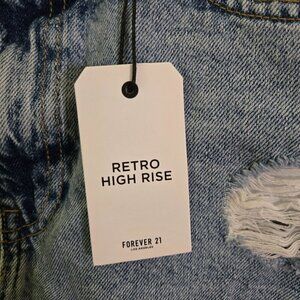 RETRO
HIGH RISE
FOREVER 21
LOS ANGELES